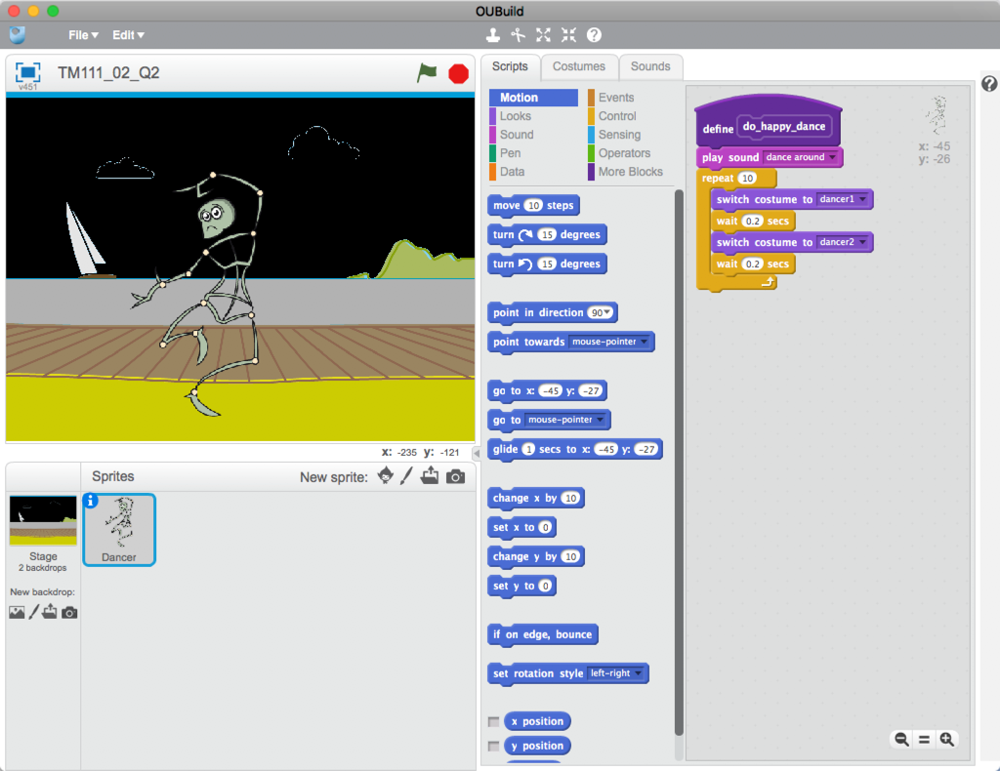 OUBuild
File Edit
TM111_02_Q2
v451
x: -235 y: -121
Sprites
New sprite:
Stage
2 backdrops
New backdrop:
Dancer
Scripts
Costumes
Sounds
Motion
Looks
Sound
Pen
Data
Events
Control
Sensing
Operators
More Blocks
move 10 steps
turn 15 degrees
turn 15 degrees
point in direction 90
point towards mouse-pointer
go to x: -45 y: -27
go to mouse-pointer
glide 1 secs to x: -45 y: -27
change x by 10
set x to 0
change y by 10
set y to 0
if on edge, bounce
set rotation style left-right
x position
y position
define do_happy_dance
play sound dance around
repeat 10
switch costume to dancer1
wait 0.2 secs
switch costume to dancer2
wait 0.2 secs
x: -45
y: -26